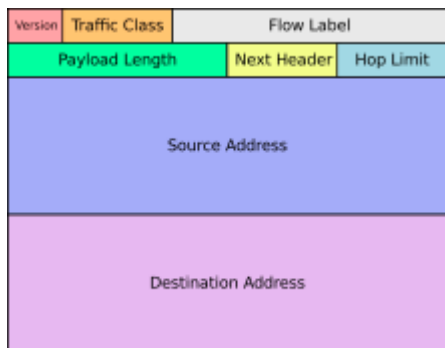 Version Traffic Class Flow Label
Payload Length Next Header Hop Limit
Source Address
Destination Address